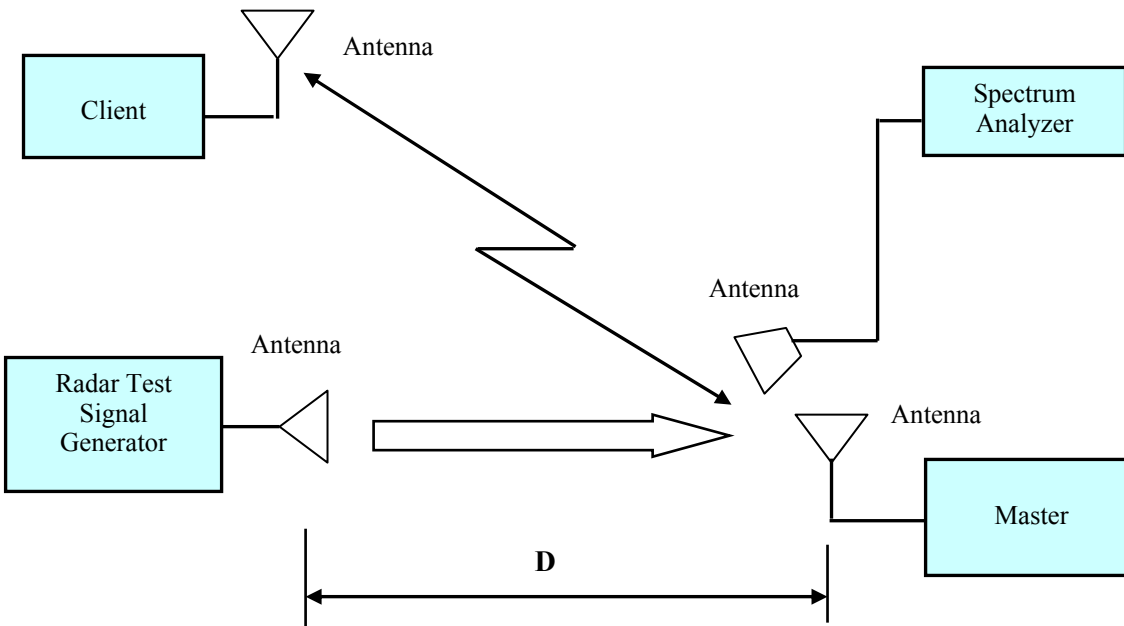 Antenna
Client
Spectrum
Analyzer
Antenna
Antenna
Radar Test
Signal
Generator
Antenna
Master
D